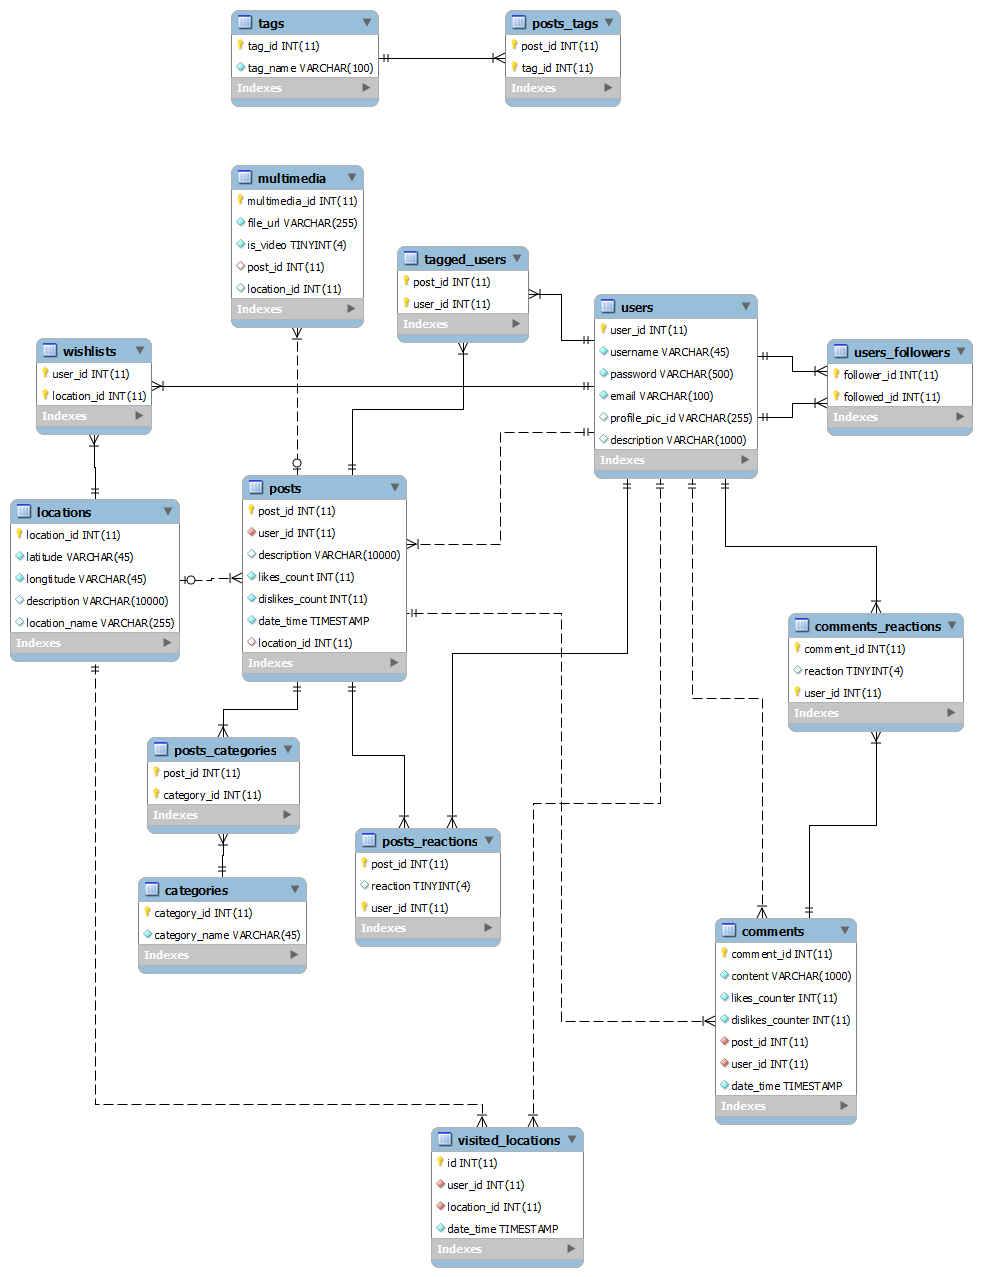 tags
tag_id INT(11)
tag_name VARCHAR(100)
Indexes
posts_tags
post_id INT(11)
tag_id INT(11)
Indexes
multimedia
multimedia_id INT(11)
file_url VARCHAR(255)
is_video TINYINT(4)
post_id INT(11)
location_id INT(11)
Indexes
tagged_users
post_id INT(11)
user_id INT(11)
Indexes
users
user_id INT(11)
username VARCHAR(45)
password VARCHAR(500)
email VARCHAR(100)
profile_pic_id VARCHAR(255)
description VARCHAR(1000)
Indexes
users_followers
follower_id INT(11)
followed_id INT(11)
Indexes
wishlists
user_id INT(11)
location_id INT(11)
Indexes
locations
location_id INT(11)
latitude VARCHAR(45)
longtitude VARCHAR(45)
description VARCHAR(10000)
location_name VARCHAR(255)
Indexes
posts
post_id INT(11)
user_id INT(11)
description VARCHAR(10000)
likes_count INT(11)
dislikes_count INT(11)
date_time TIMESTAMP
location_id INT(11)
Indexes
comments_reactions
comment_id INT(11)
reaction TINYINT(4)
user_id INT(11)
Indexes
posts_categories
post_id INT(11)
category_id INT(11)
Indexes
posts_reactions
post_id INT(11)
reaction TINYINT(4)
user_id INT(11)
Indexes
categories
category_id INT(11)
category_name VARCHAR(45)
Indexes
comments
comment_id INT(11)
content VARCHAR(1000)
likes_counter INT(11)
dislikes_counter INT(11)
post_id INT(11)
user_id INT(11)
date_time TIMESTAMP
Indexes
visited_locations
id INT(11)
user_id INT(11)
location_id INT(11)
date_time TIMESTAMP
Indexes